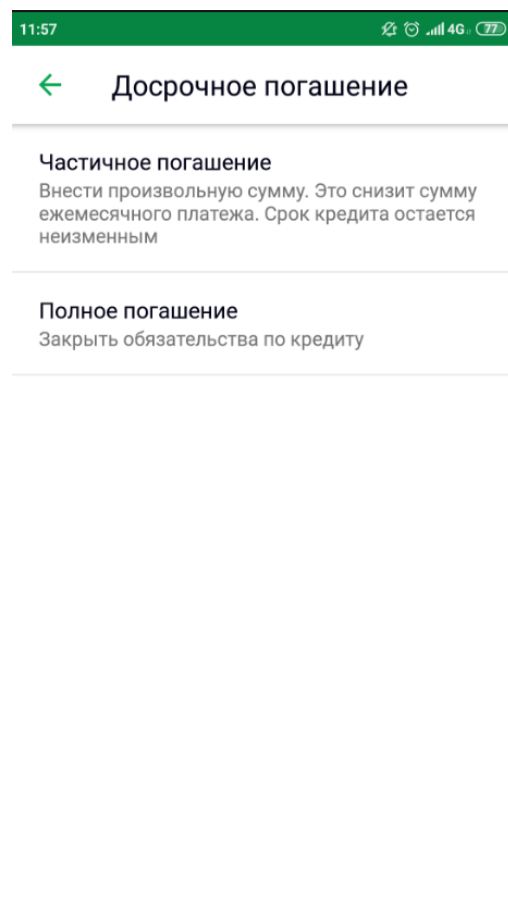 11:57 4G 77
Досрочное погашение
Частичное погашение
Внести произвольную сумму. Это снизит сумму
ежемесячного платежа. Срок кредита остается
неизменным
Полное погашение
Закрыть обязательства по кредиту